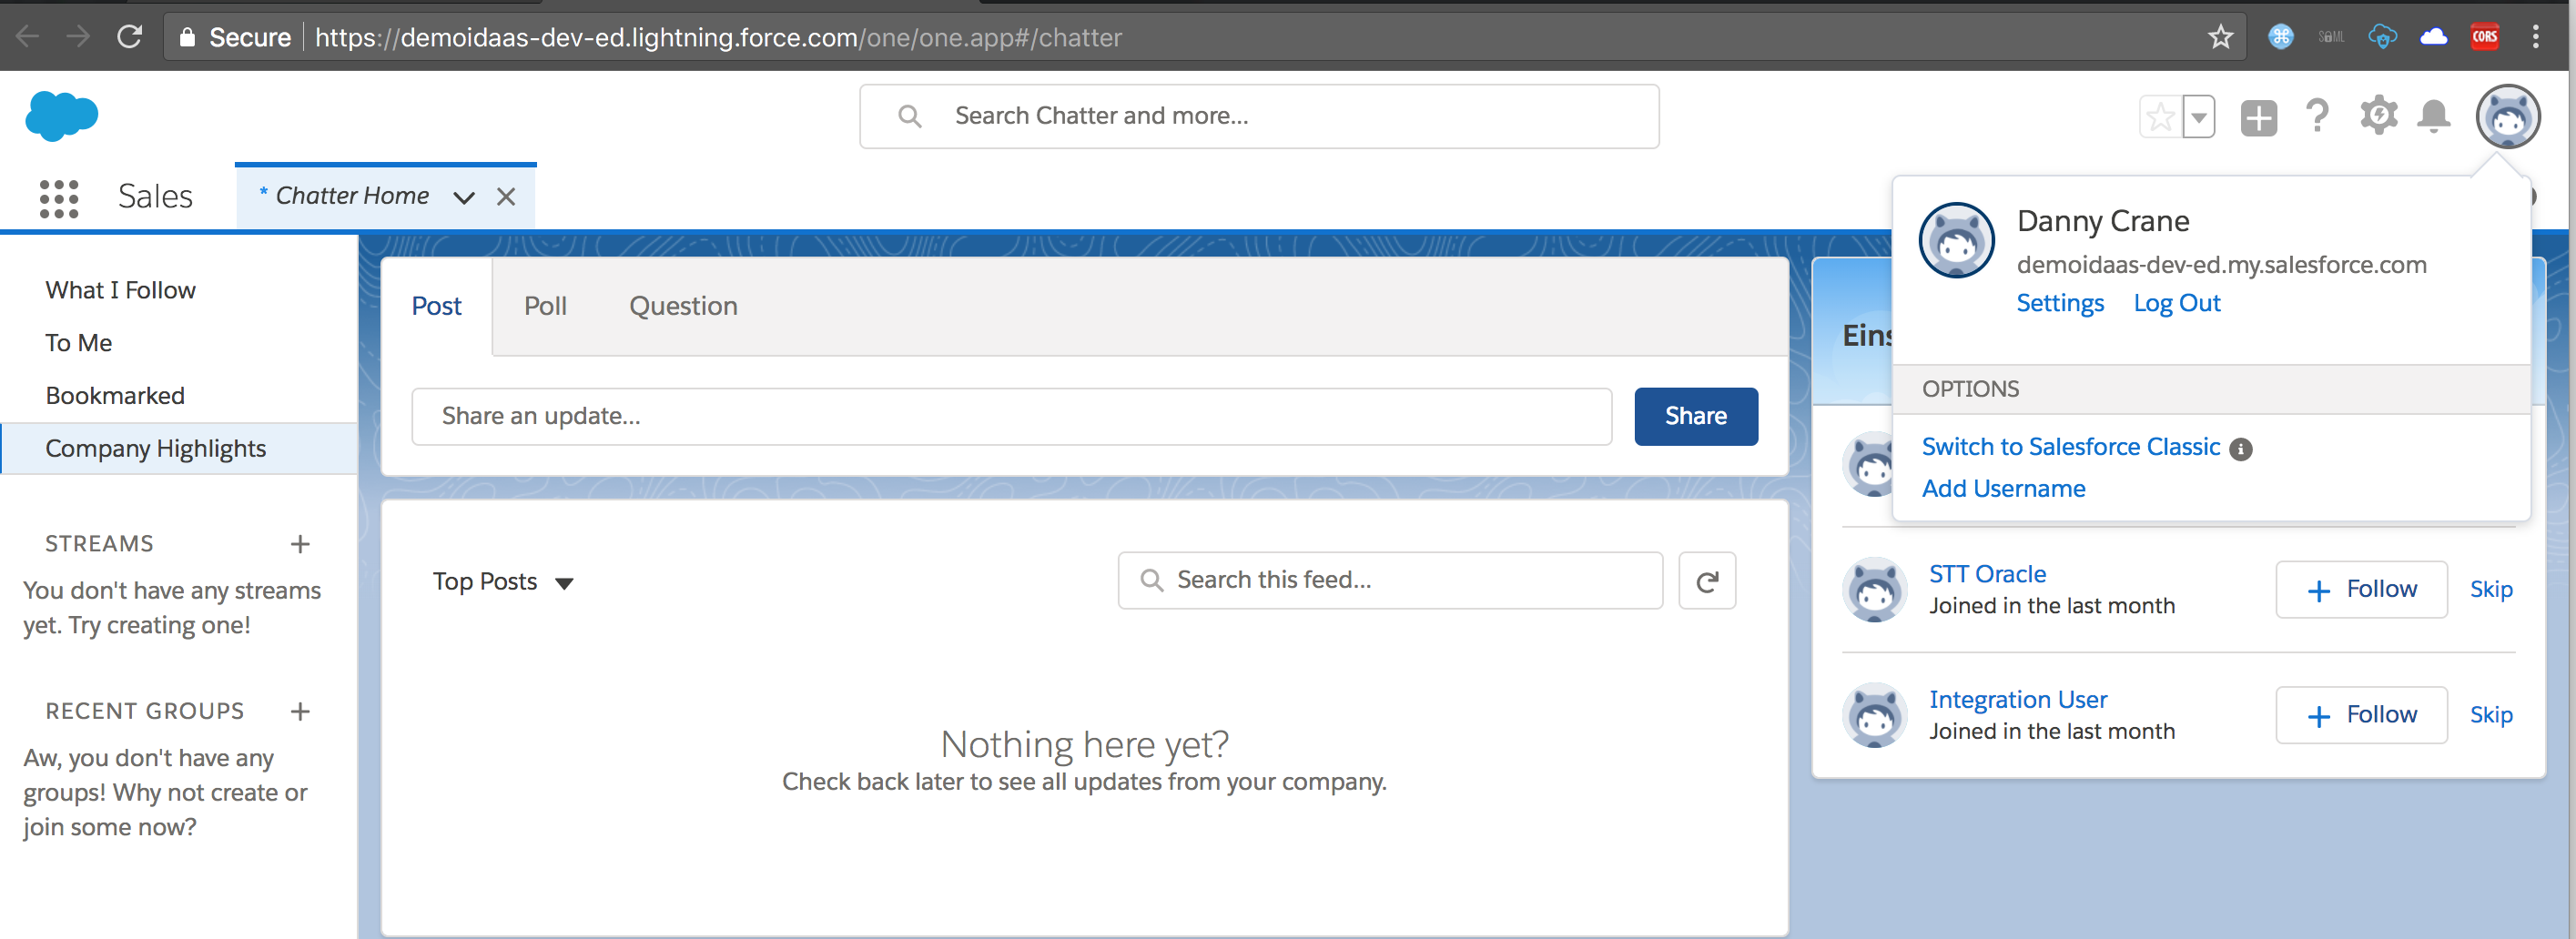 Secure https://demoidaas-dev-ed.lightning.force.com/one/one.app#/chatter
SAML
CORS
Search Chatter and more...
Sales
* Chatter Home
Danny Crane
demoidaas-dev-ed.my.salesforce.com
Settings Log Out
OPTIONS
Switch to Salesforce Classic
Add Username
What I Follow
To Me
Bookmarked
Company Highlights
STREAMS +
You don't have any streams
yet. Try creating one!
RECENT GROUPS +
Aw, you don't have any
groups! Why not create or
join some now?
Post Poll Question
Share an update...
Share
Top Posts
Search this feed...
Nothing here yet?
Check back later to see all updates from your company.
Eins
STT Oracle
Joined in the last month
+ Follow Skip
Integration User
Joined in the last month
+ Follow Skip